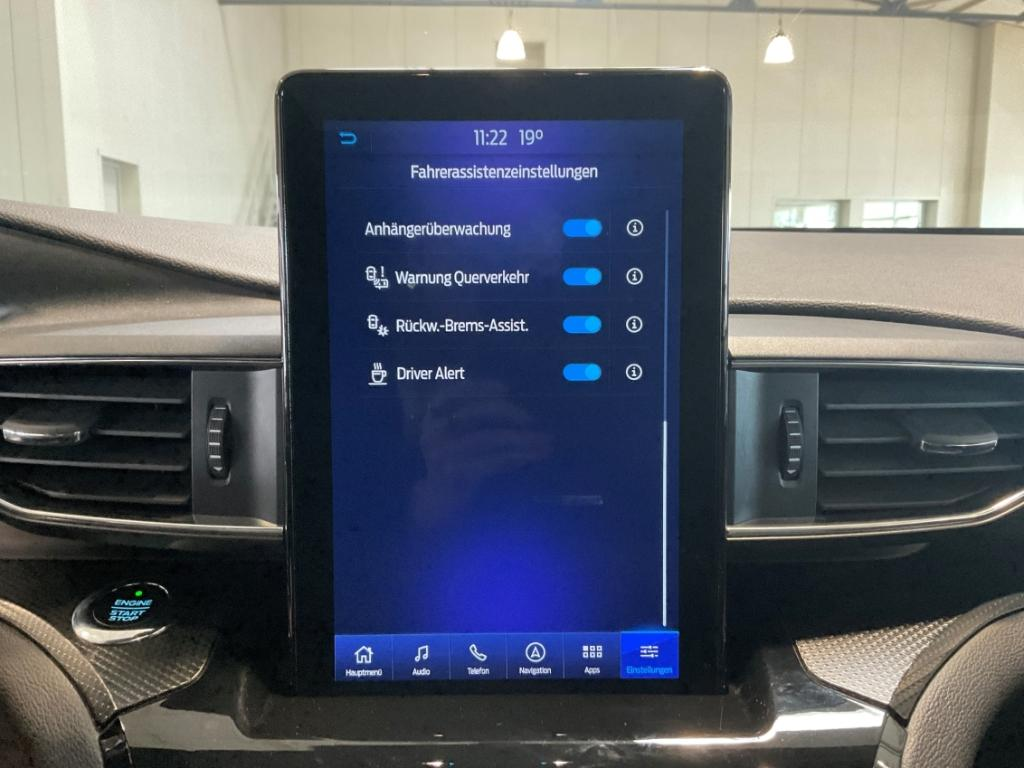 11:22 19°
Fahrerassistenzeinstellungen
Anhängerüberwachung
Warnung Querverkehr
Rückw.-Brems-Assist.
Driver Alert
ENGINE
START
STOP
Hauptmenü Audio Telefon Navigation Apps Einstellungen